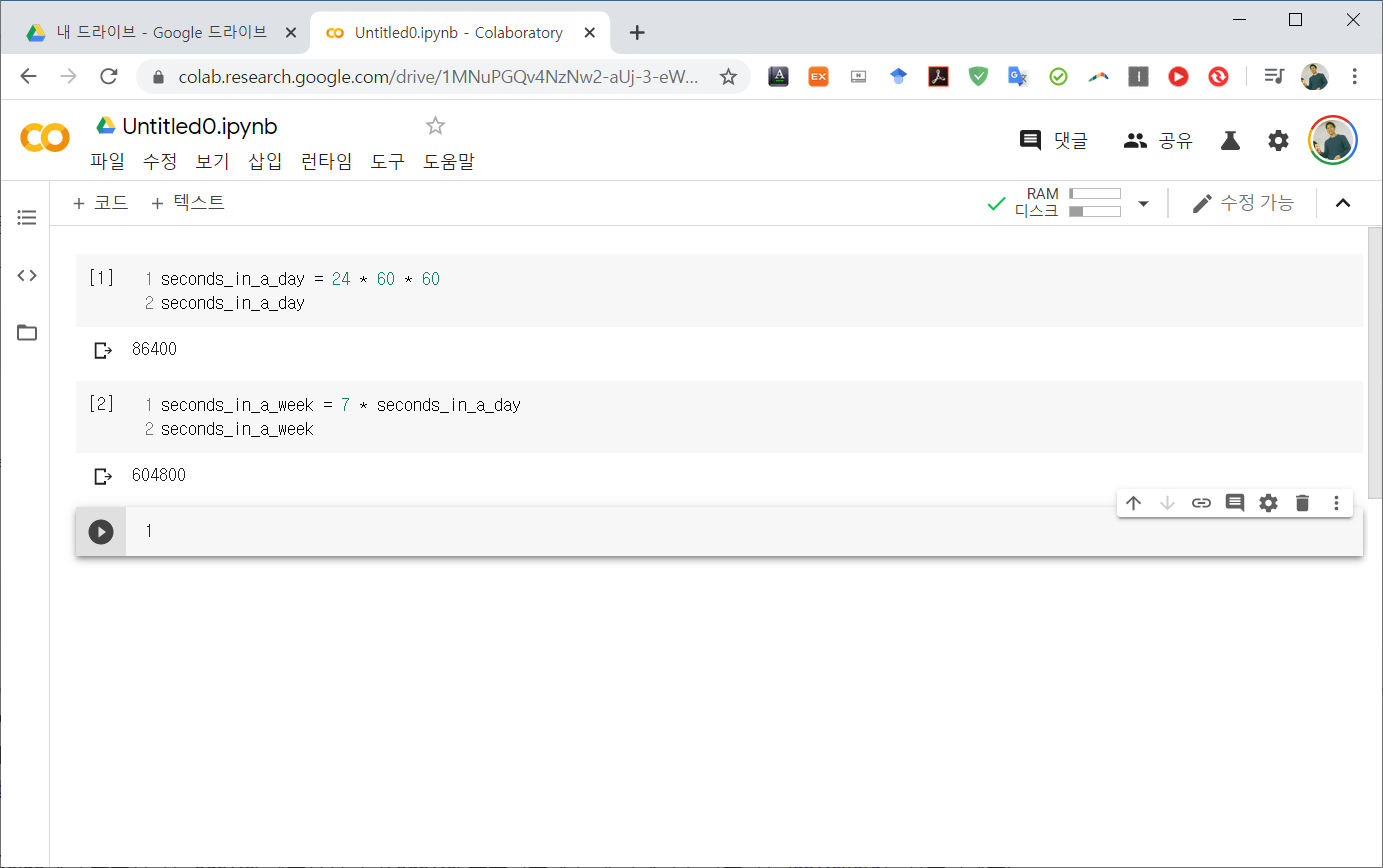 내 드라이브 - Google 드라이브
Untitled0.ipynb - Colaboratory
colab.research.google.com/drive/1MNuPGQv4NzNw2-aUj-3-eW...
Untitled0.ipynb
댓글 공유
파일 수정 보기 삽입 런타임 도구 도움말
+ 코드 + 텍스트
RAM
디스크
수정 가능
[1] 1 seconds_in_a_day = 24 * 60 * 60
2 seconds_in_a_day
86400
[2] 1 seconds_in_a_week = 7 * seconds_in_a_day
2 seconds_in_a_week
604800
1